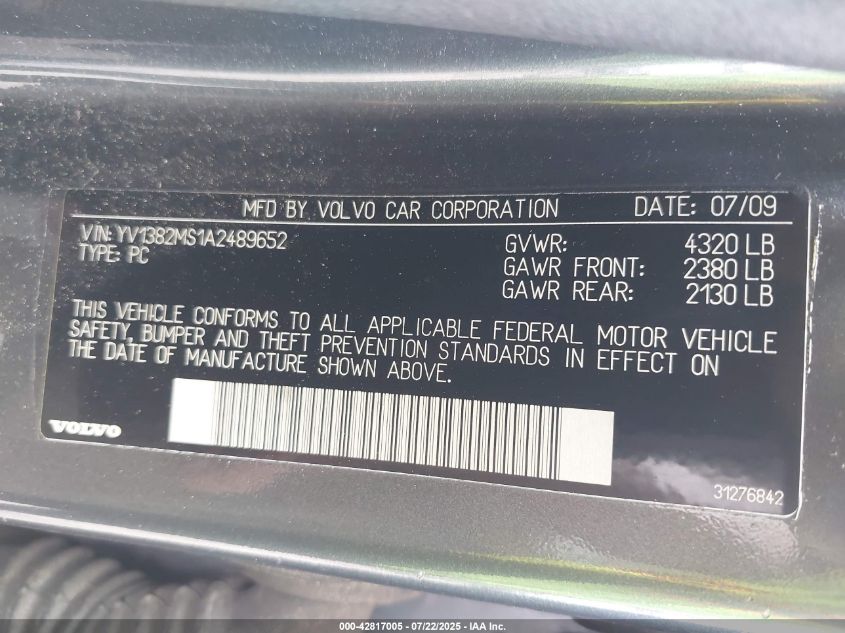 MFD BY VOLVO CAR CORPORATION DATE: 07/09
VIN: YV1382MS1A2489652 GVWR: 4320 LB
TYPE: PC GAWR FRONT: 2380 LB
GAWR REAR: 2130 LB
THIS VEHICLE CONFORMS TO ALL APPLICABLE FEDERAL MOTOR VEHICLE
SAFETY, BUMPER AND THEFT PREVENTION STANDARDS IN EFFECT ON
THE DATE OF MANUFACTURE SHOWN ABOVE.
VOLVO
31276842
000-42817005 - 07/22/2025 - IAA Inc.